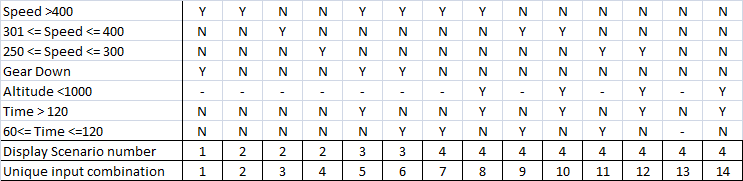 Speed >400 Y Y N N Y Y Y Y N N N N N N
301 <= Speed <= 400 N N Y N N N N N Y Y N N N N
250 <= Speed <= 300 N N N Y N N N N N N Y Y N N
Gear Down Y N N N Y Y N N N N N N N N
Altitude <1000 - - - - - - - Y - Y - Y - Y
Time > 120 N N N N Y N N Y N Y N Y N Y
60<= Time <=120 N N N N N Y Y N Y N Y N - N
Display Scenario number 1 2 2 2 3 3 4 4 4 4 4 4 4 4
Unique input combination 1 2 3 4 5 6 7 8 9 10 11 12 13 14